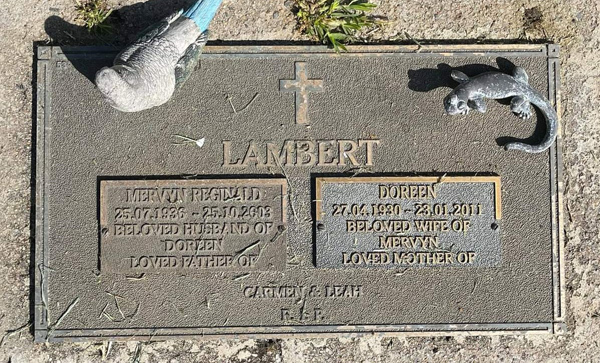 LAMBERT
MERVYN REGINALD
25.07.1936 - 25.10.2003
BELOVED HUSBAND OF
DOREEN
LOVED FATHER OF
DOREEN
27.04.1930 - 23.01.2011
BELOVED WIFE OF
MERVYN
LOVED MOTHER OF
CARMEN & LEAH
R. I. P.